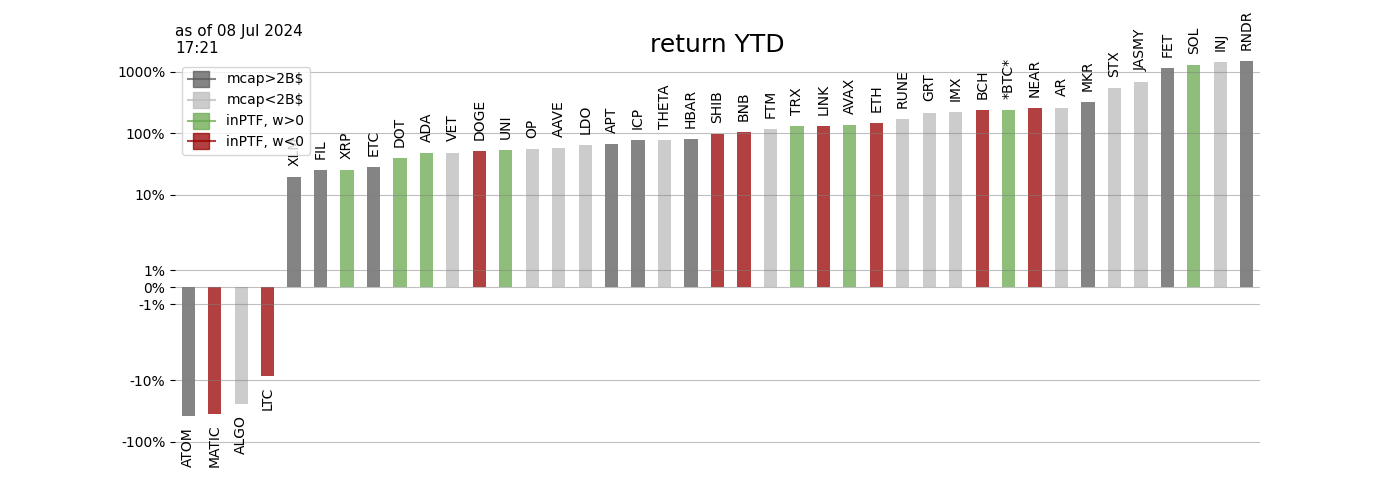 as of 08 Jul 2024
17:21
return YTD
mcap>2B$
mcap<2B$
inPTF, w>0
inPTF, w<0
1000%
100%
10%
1%
0%
-1%
-10%
-100%
ATOM
MATIC
ALGO
LTC
XLM
FIL
XRP
ETC
DOT
ADA
VET
DOGE
UNI
OP
AAVE
LDO
APT
ICP
THETA
HBAR
SHIB
BNB
FTM
TRX
LINK
AVAX
ETH
RUNE
GRT
IMX
BCH
*BTC*
NEAR
AR
MKR
STX
JASMY
FET
SOL
INJ
RNDR